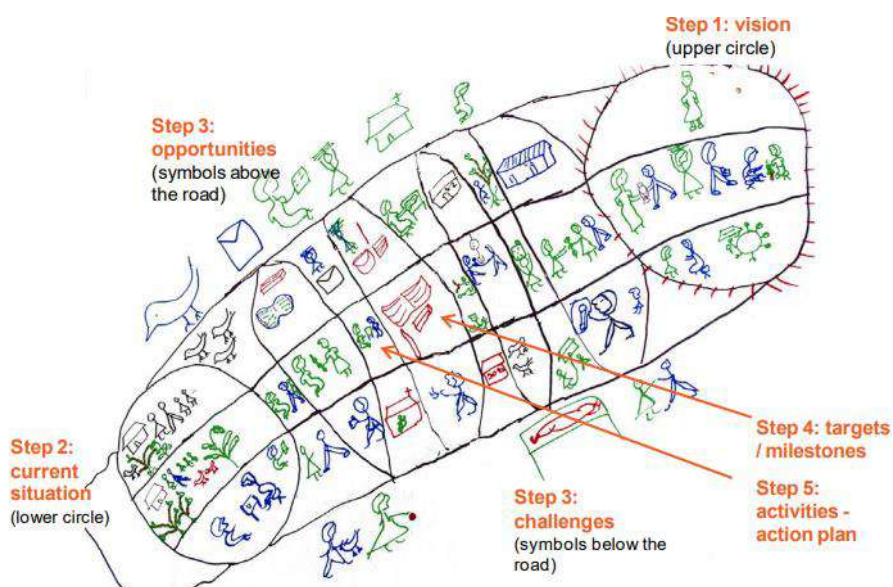 Step 1: vision
(upper circle)
Step 3:
opportunities
(symbols above
the road)
Step 2:
current
situation
(lower circle)
Step 4: targets
/ milestones
Step 5:
activities -
action plan
Step 3:
challenges
(symbols below the
road)